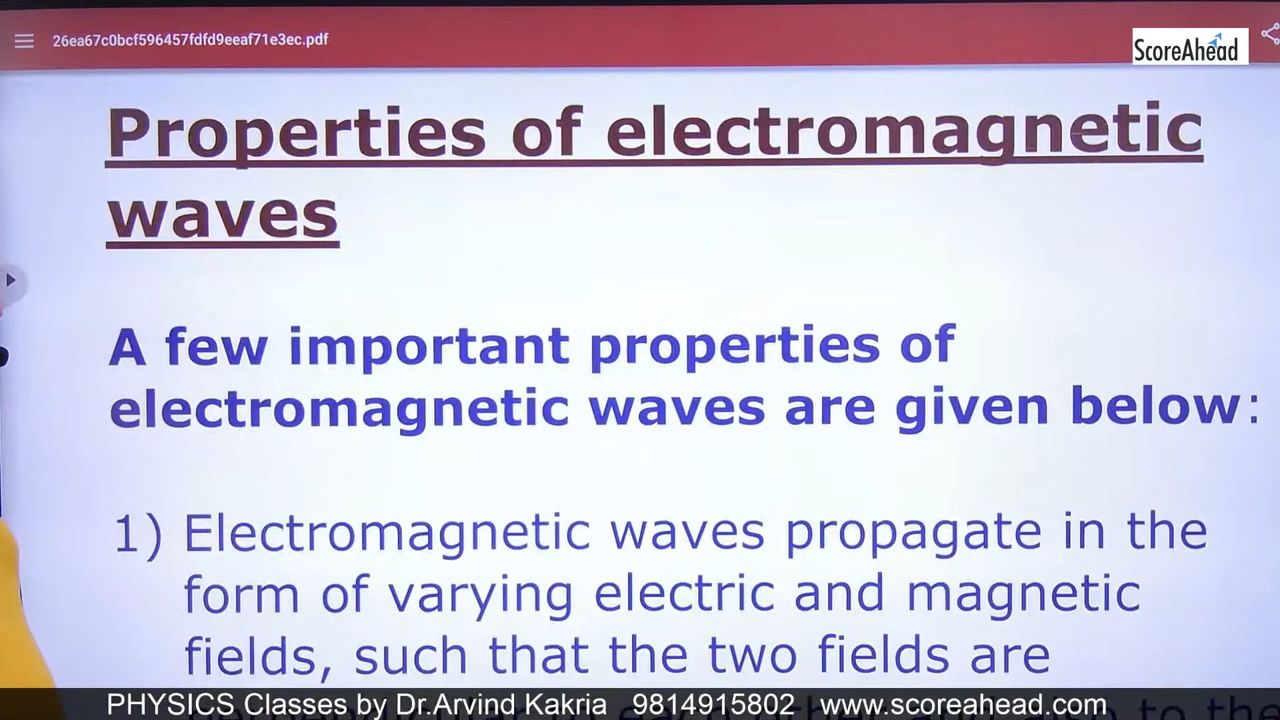 26ea67c0bcf596457fdfd9eeaf71e3ec.pdf
ScoreAhead
Properties of electromagnetic
waves
A few important properties of
electromagnetic waves are given below:
1) Electromagnetic waves propagate in the
form of varying electric and magnetic
fields, such that the two fields are
PHYSICS Classes by Dr.Arvind Kakria 9814915802 www.scoreahead.com